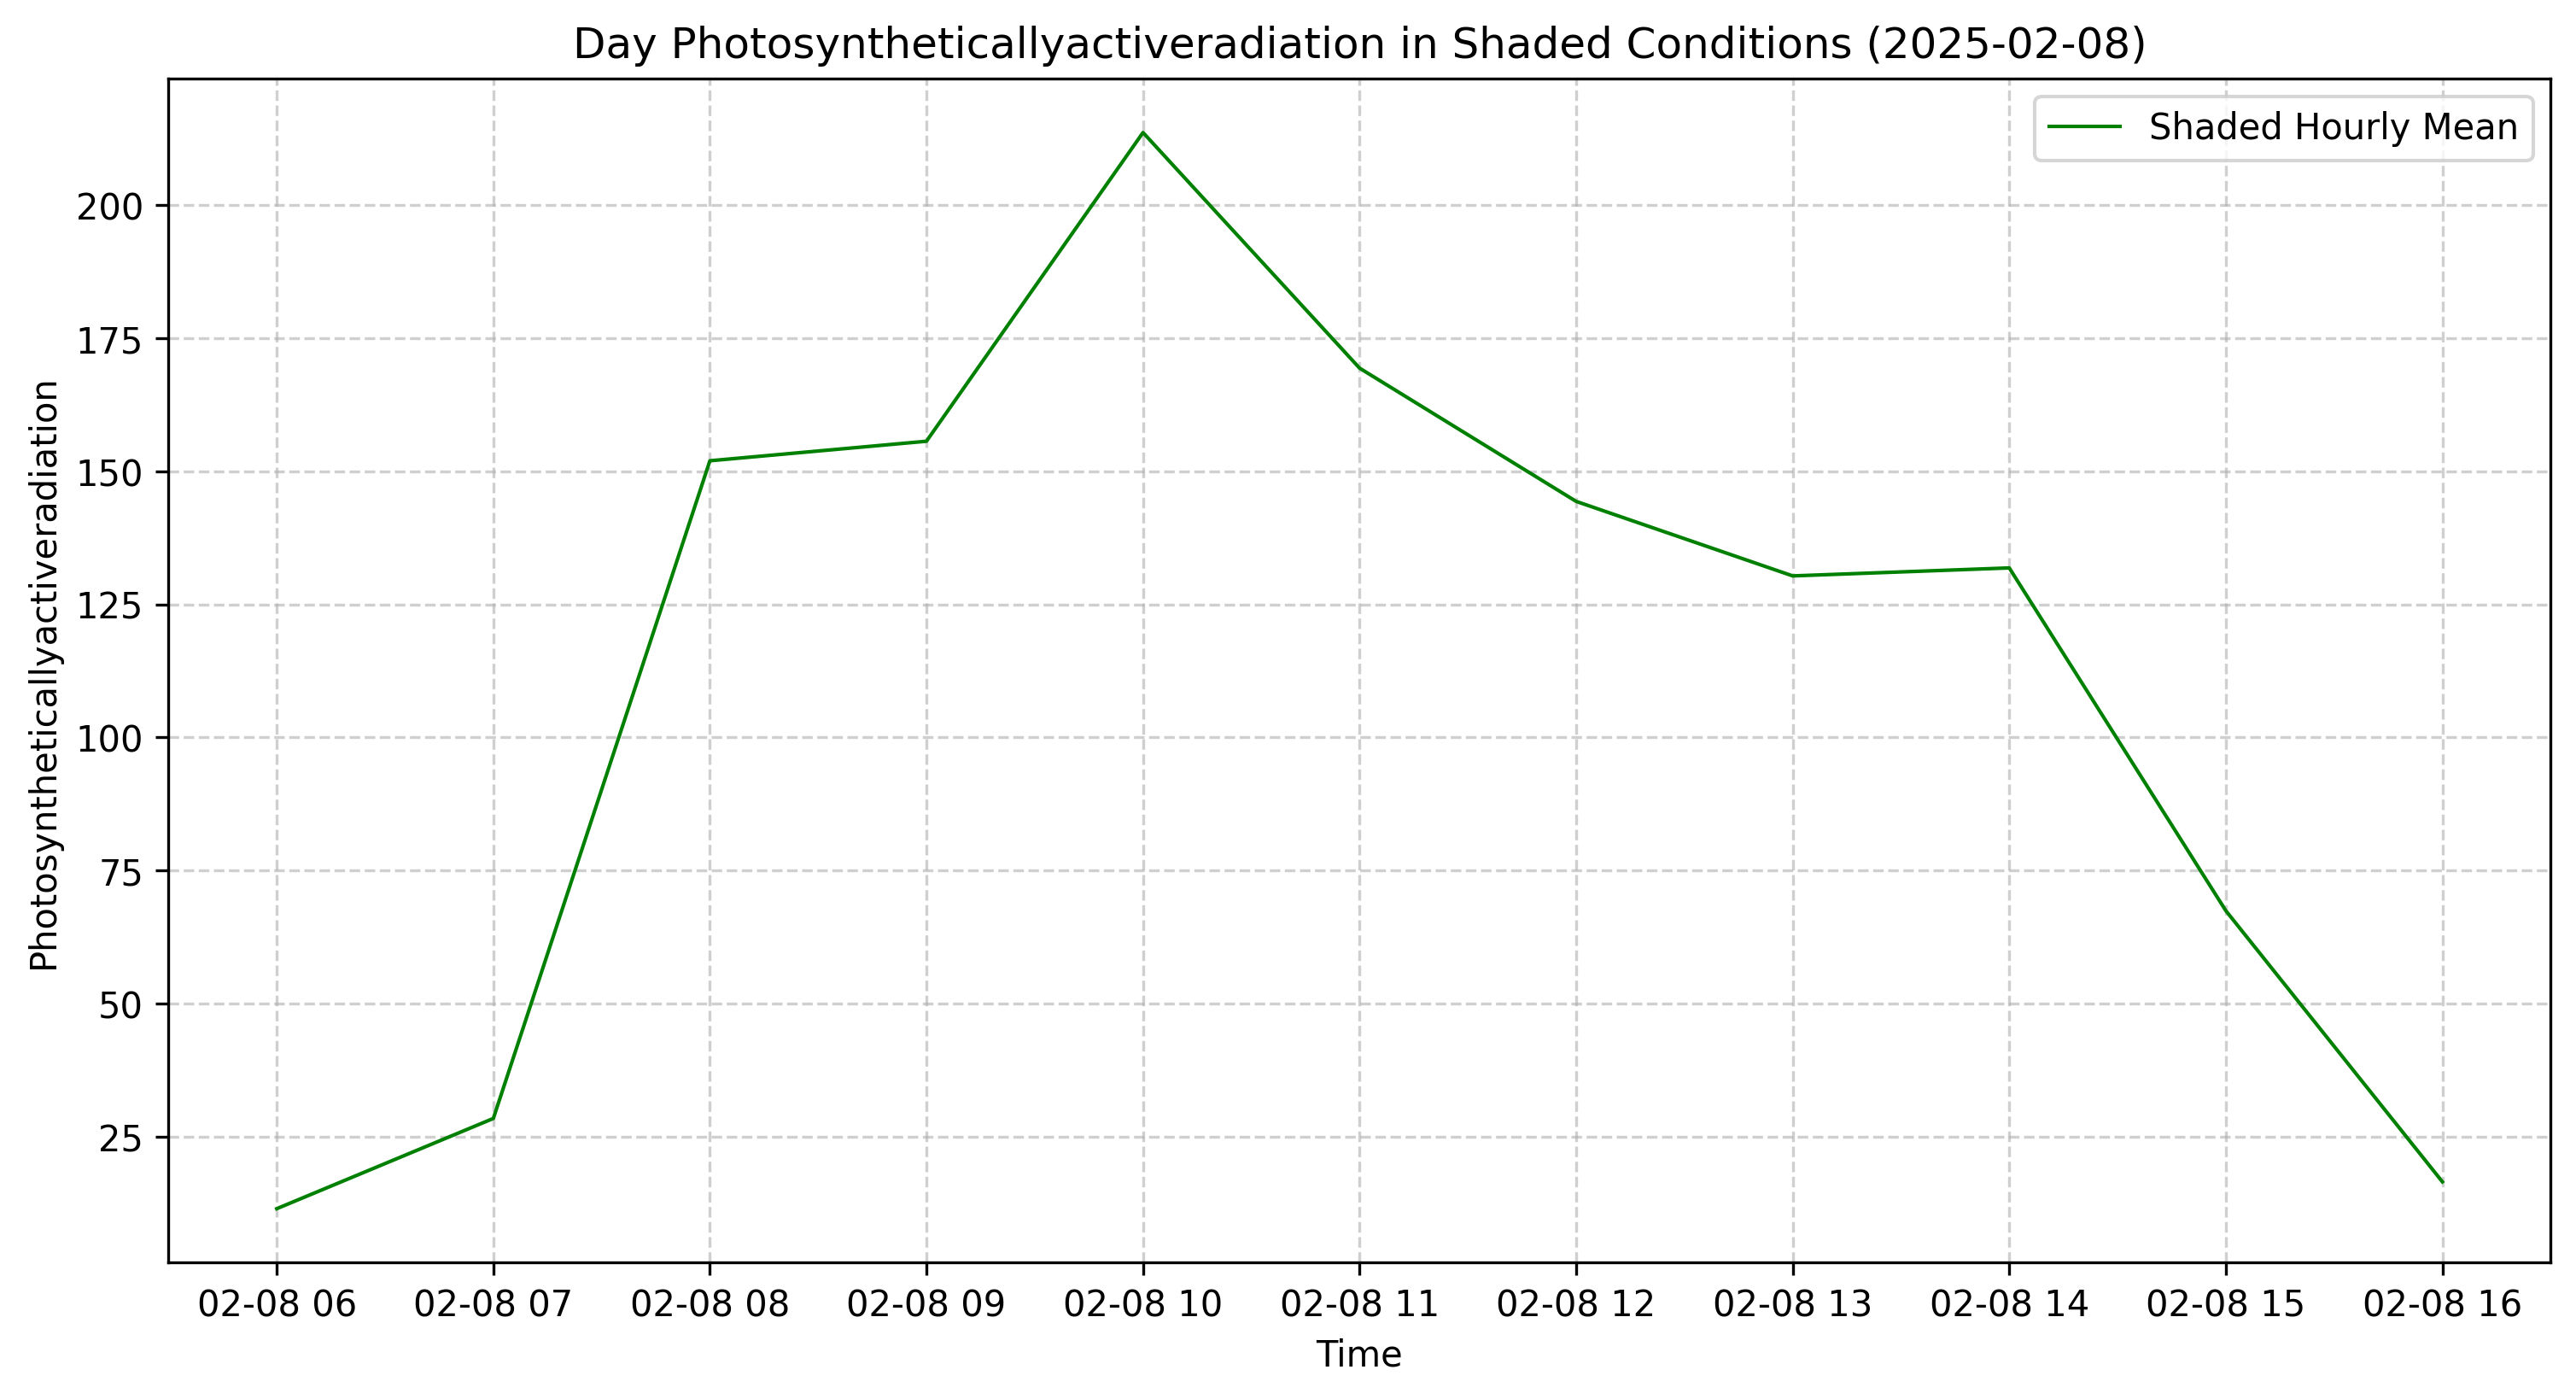 Day Photosyntheticallyactiveradiation in Shaded Conditions (2025-02-08)
Shaded Hourly Mean
Photosyntheticallyactiveradiation
200
175
150
125
100
75
50
25
02-08 06 02-08 07 02-08 08 02-08 09 02-08 10 02-08 11 02-08 12 02-08 13 02-08 14 02-08 15 02-08 16
Time